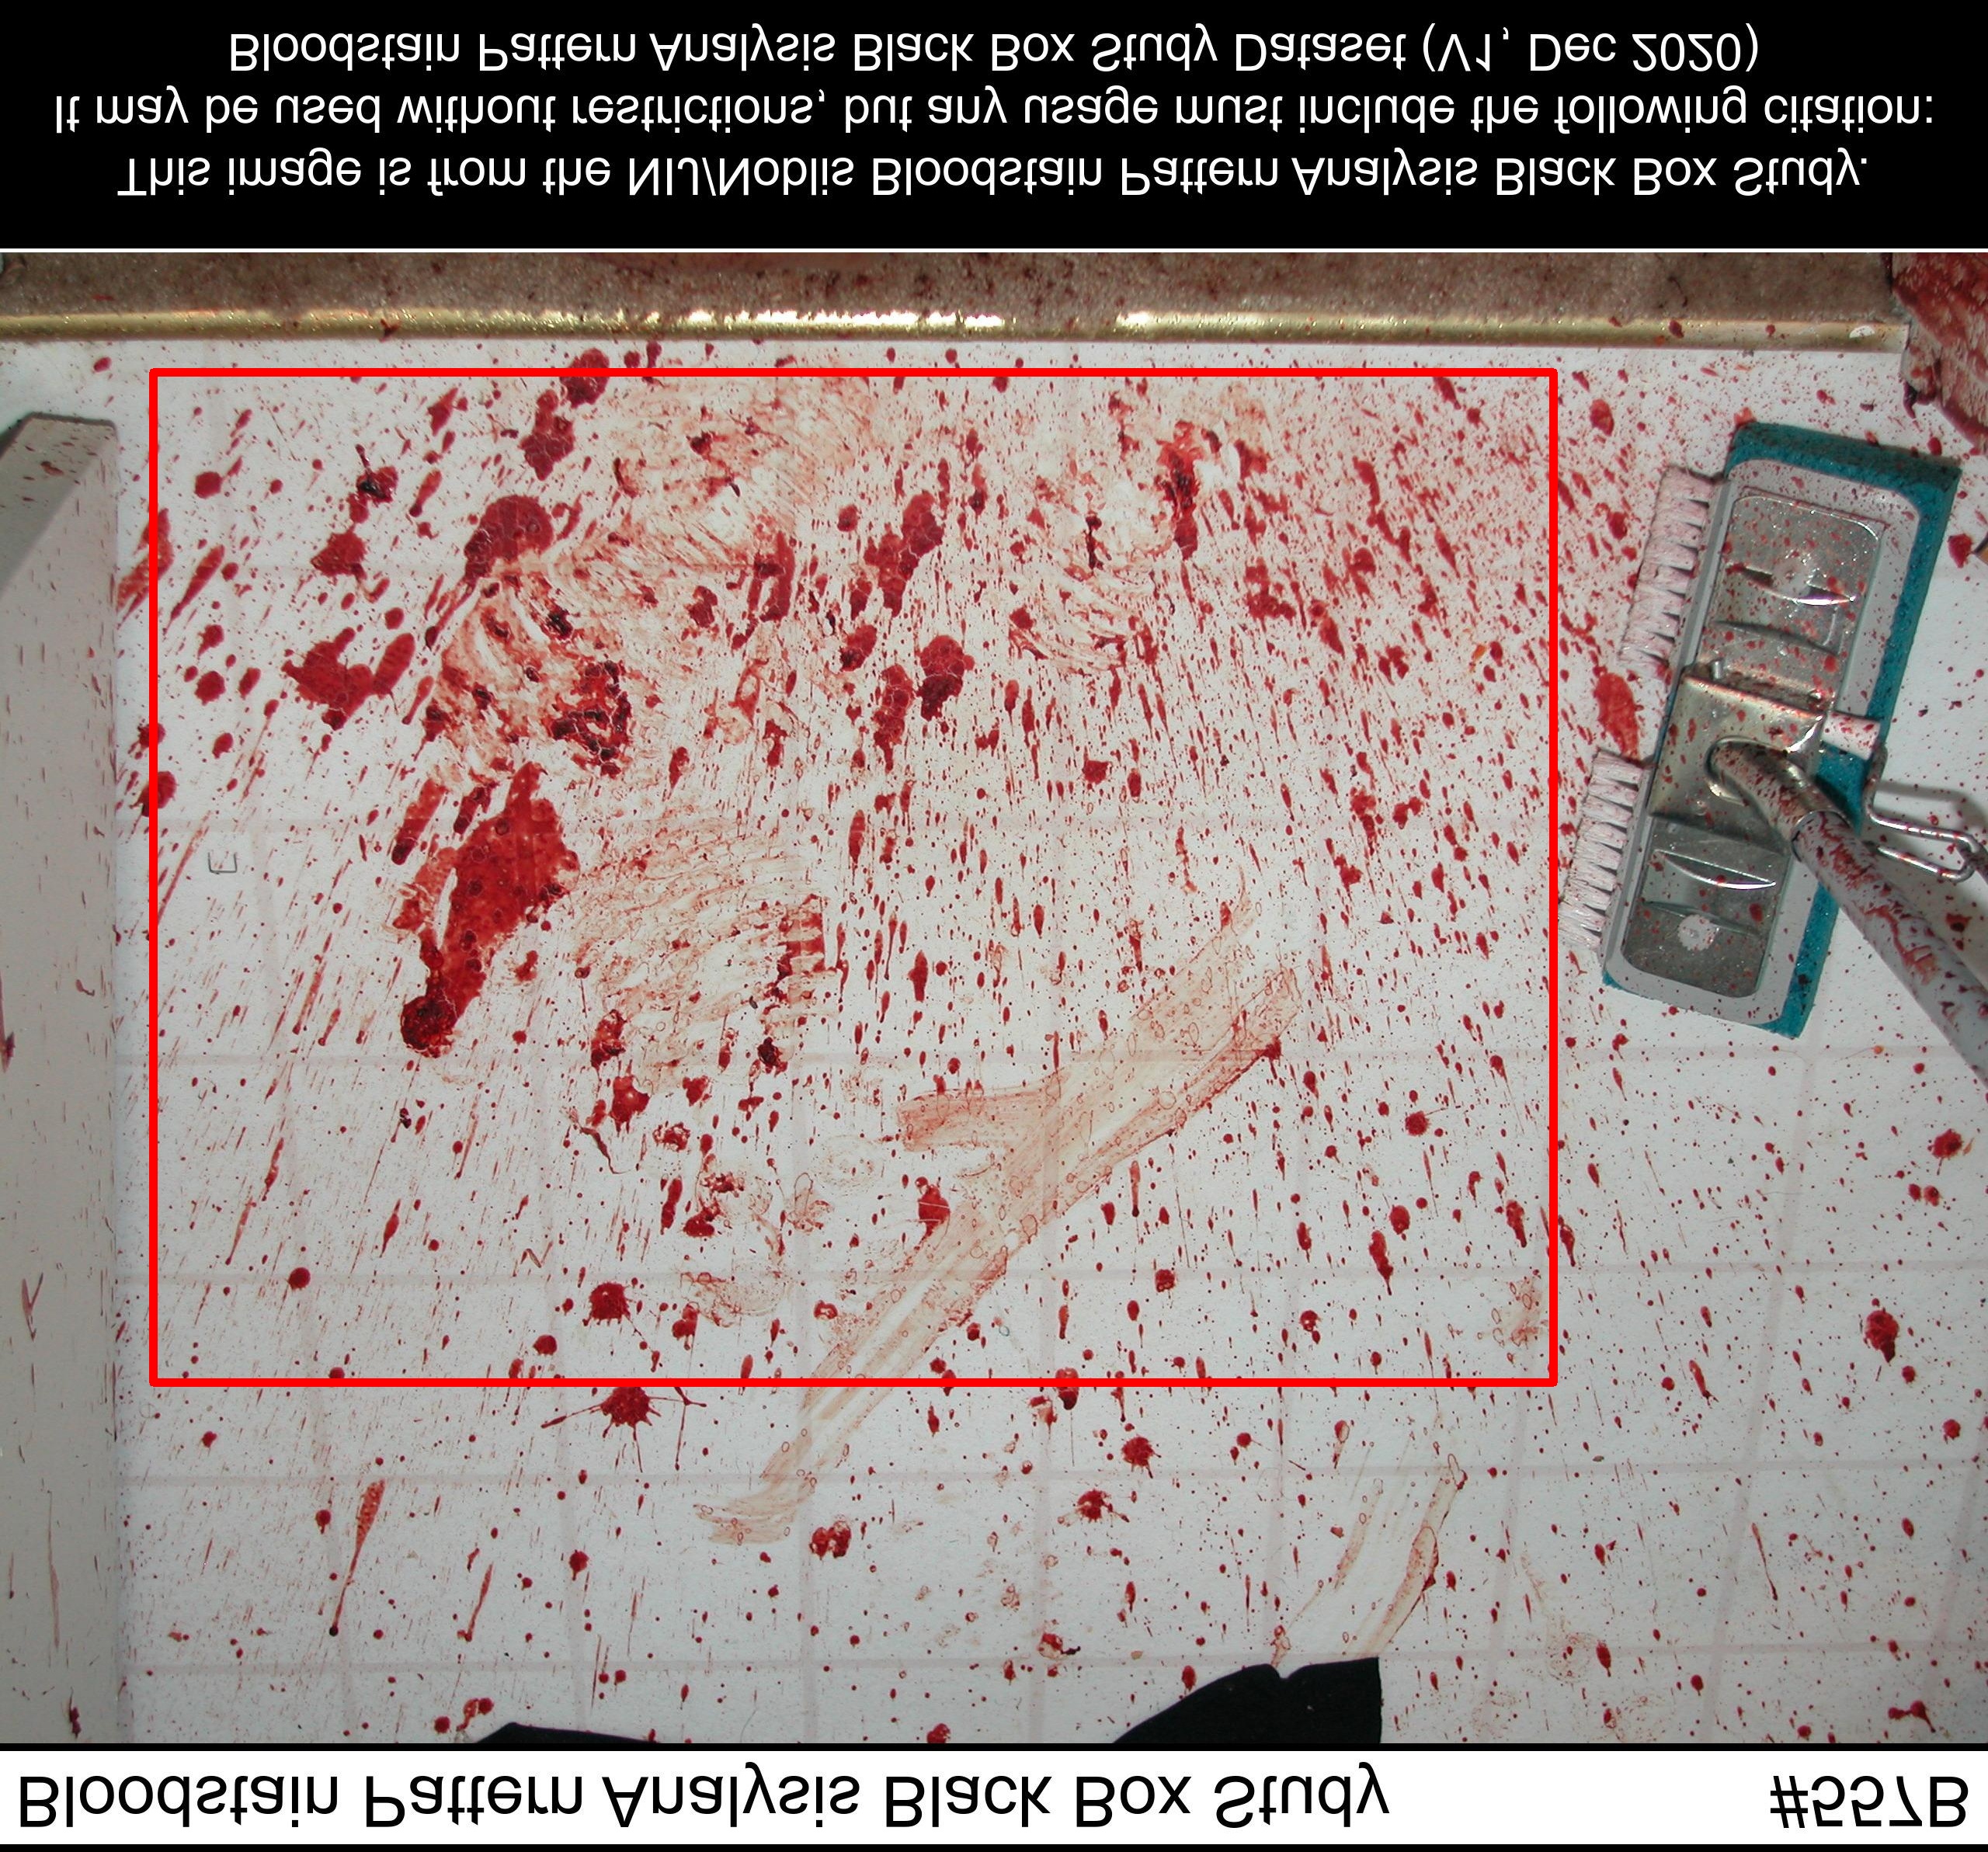 Bloodstain Pattern Analysis Black Box Study #557B
This image is from the NIJ/Noblis Bloodstain Pattern Analysis Black Box Study.
It may be used without restrictions, but any usage must include the following citation:
Bloodstain Pattern Analysis Black Box Study Dataset (V1, Dec 2020)